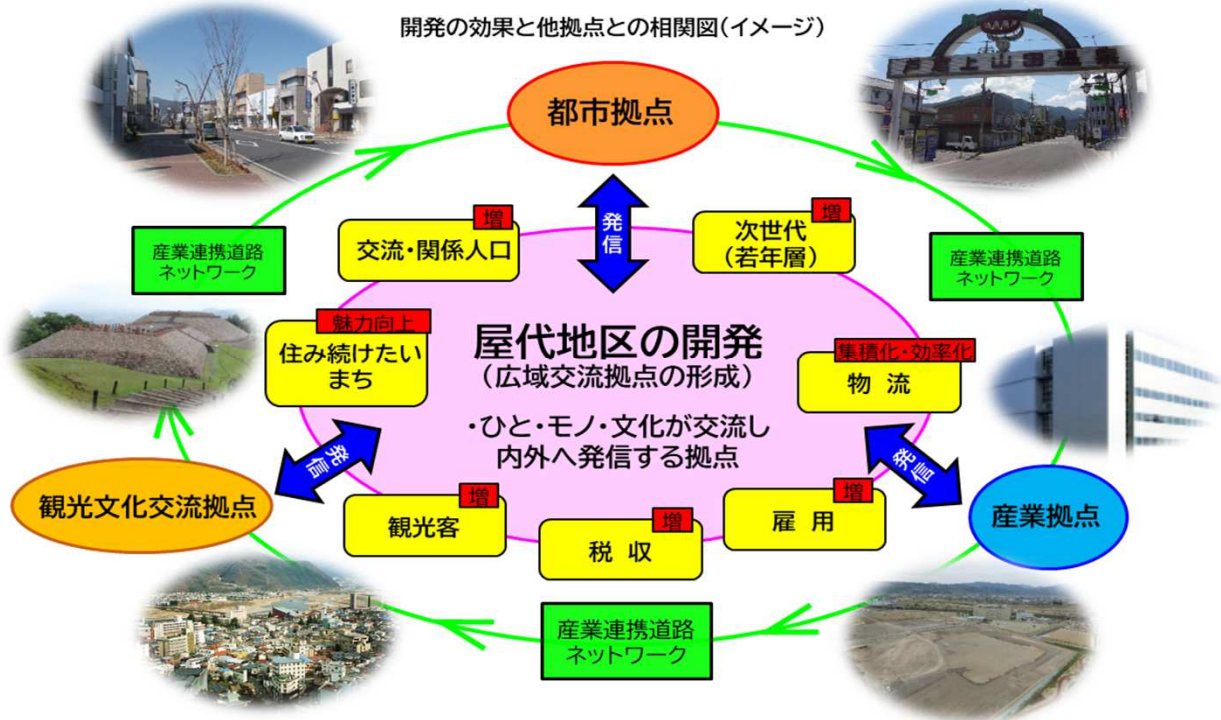 開発の効果と他拠点との相関図(イメージ)
戸倉上山田温泉
都市拠点
発信
増
交流・関係人口
増
次世代
(若年層)
産業連携道路
ネットワーク
産業連携道路
ネットワーク
魅力向上
住み続けたい
まち
屋代地区の開発
(広域交流拠点の形成)
・ひと・モノ・文化が交流し
内外へ発信する拠点
集積化・効率化
物 流
発信
発信
観光文化交流拠点
産業拠点
増
観光客
増
税 収
増
雇 用
産業連携道路
ネットワーク